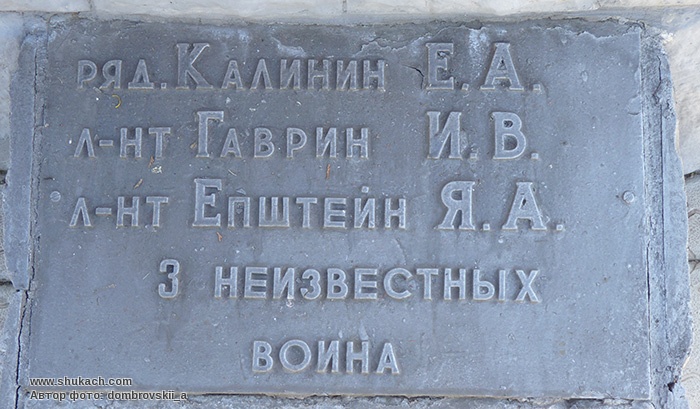 ряд. Калинин Е.А.
л-нт Гаврин И.В.
л-нт Епштейн Я.А.
3 неизвестных
воина
www.shukach.com
Автор фото: dombrovskii_a